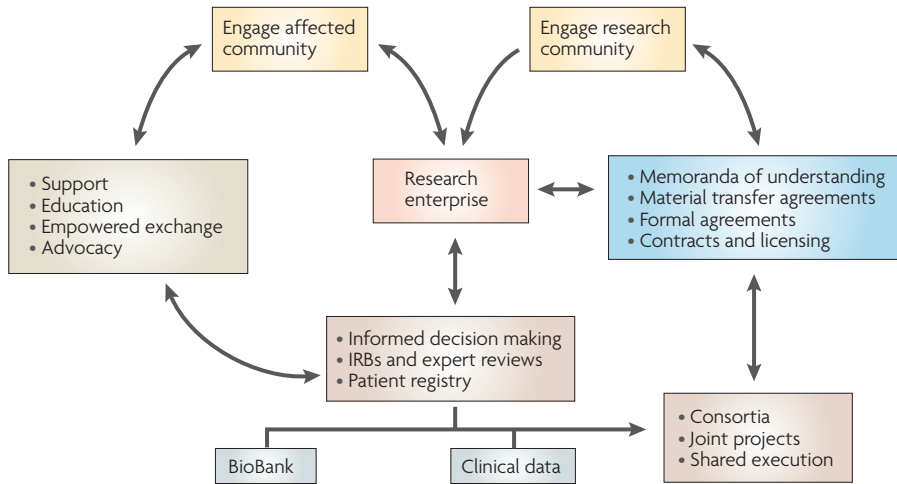 Engage affected
community
Engage research
community
• Support
• Education
• Empowered exchange
• Advocacy
Research
enterprise
• Memoranda of understanding
• Material transfer agreements
• Formal agreements
• Contracts and licensing
• Informed decision making
• IRBs and expert reviews
• Patient registry
• Consortia
• Joint projects
• Shared execution
BioBank
Clinical data